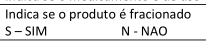 Indica se o produto é fracionado
S – SIM N - NAO